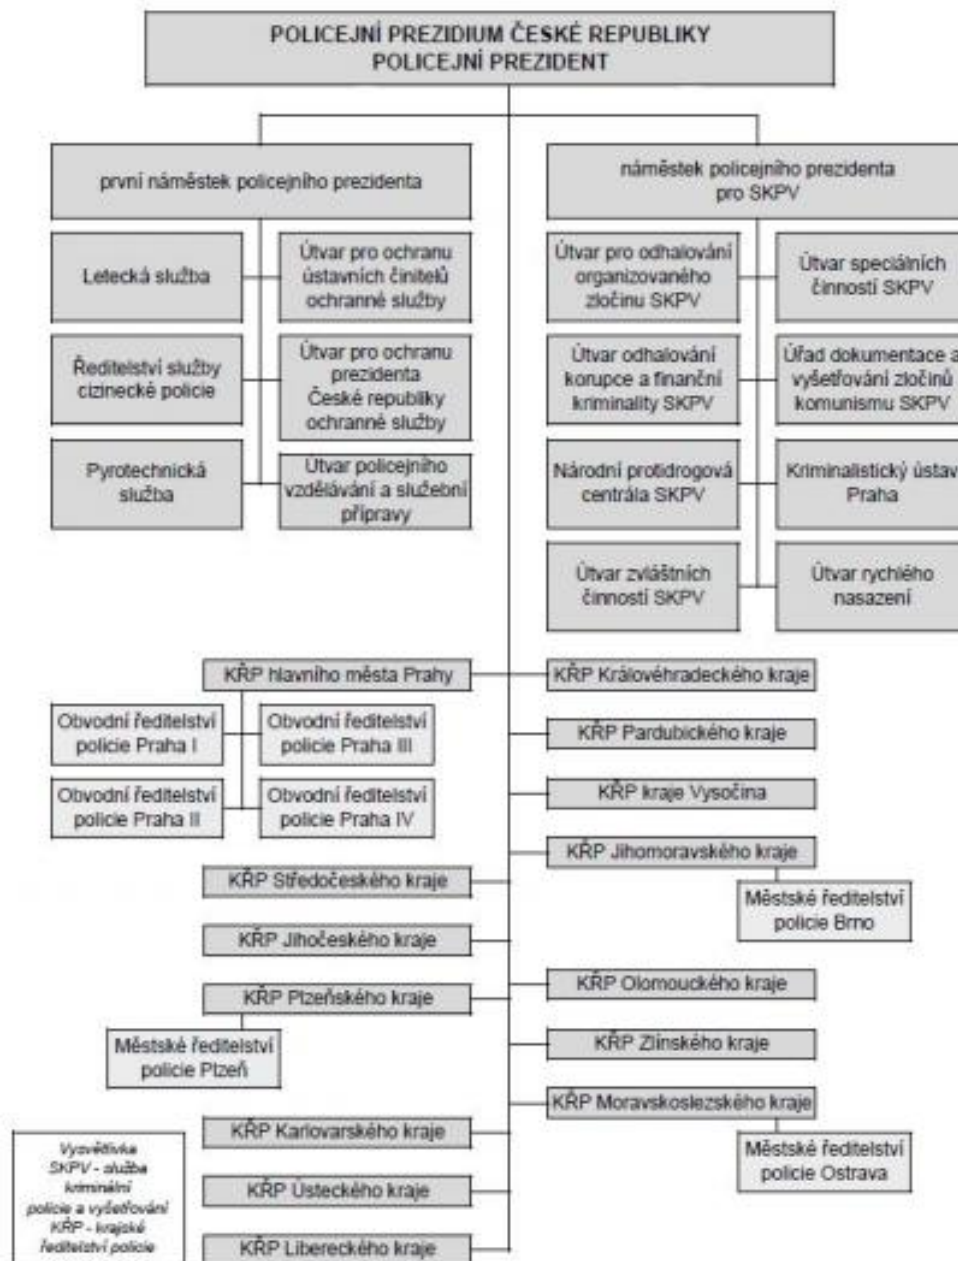 POLICEJNÍ PREZIDIUM ČESKÉ REPUBLIKY
POLICEJNÍ PREZIDENT
první náměstek policejního prezidenta
náměstek policejního prezidenta
pro SKPV
Letecká služba
Útvar pro ochranu
ústavních činitelů
ochranné služby
Ředitelství služby
cizinecké policie
Útvar pro ochranu
prezidenta
České republiky
ochranné služby
Pyrotechnická
služba
Útvar policejního
vzdělávání a služební
přípravy
Útvar pro odhalování
organizovaného
zločinu SKPV
Útvar speciálních
činností SKPV
Útvar odhalování
korupce a finanční
kriminality SKPV
Úřad dokumentace a
vyšetřování zločinů
komunismu SKPV
Národní protidrogová
centrála SKPV
Kriminalistický ústav
Praha
Útvar zvláštních
činností SKPV
Útvar rychlého
nasazení
KŘP hlavního města Prahy
Obvodní ředitelství
policie Praha I
Obvodní ředitelství
policie Praha III
Obvodní ředitelství
policie Praha II
Obvodní ředitelství
policie Praha IV
KŘP Středočeského kraje
KŘP Jihočeského kraje
KŘP Plzeňského kraje
Městské ředitelství
policie Plzeň
KŘP Karlovarského kraje
KŘP Ústeckého kraje
KŘP Libereckého kraje
KŘP Královéhradeckého kraje
KŘP Pardubického kraje
KŘP kraje Vysočina
KŘP Jihomoravského kraje
Městské ředitelství
policie Brno
KŘP Olomouckého kraje
KŘP Zlínského kraje
KŘP Moravskoslezského kraje
Městské ředitelství
policie Ostrava
Vysvětlivka
SKPV - služba
kriminální
policie a vyšetřování
KŘP - krajské
ředitelství policie